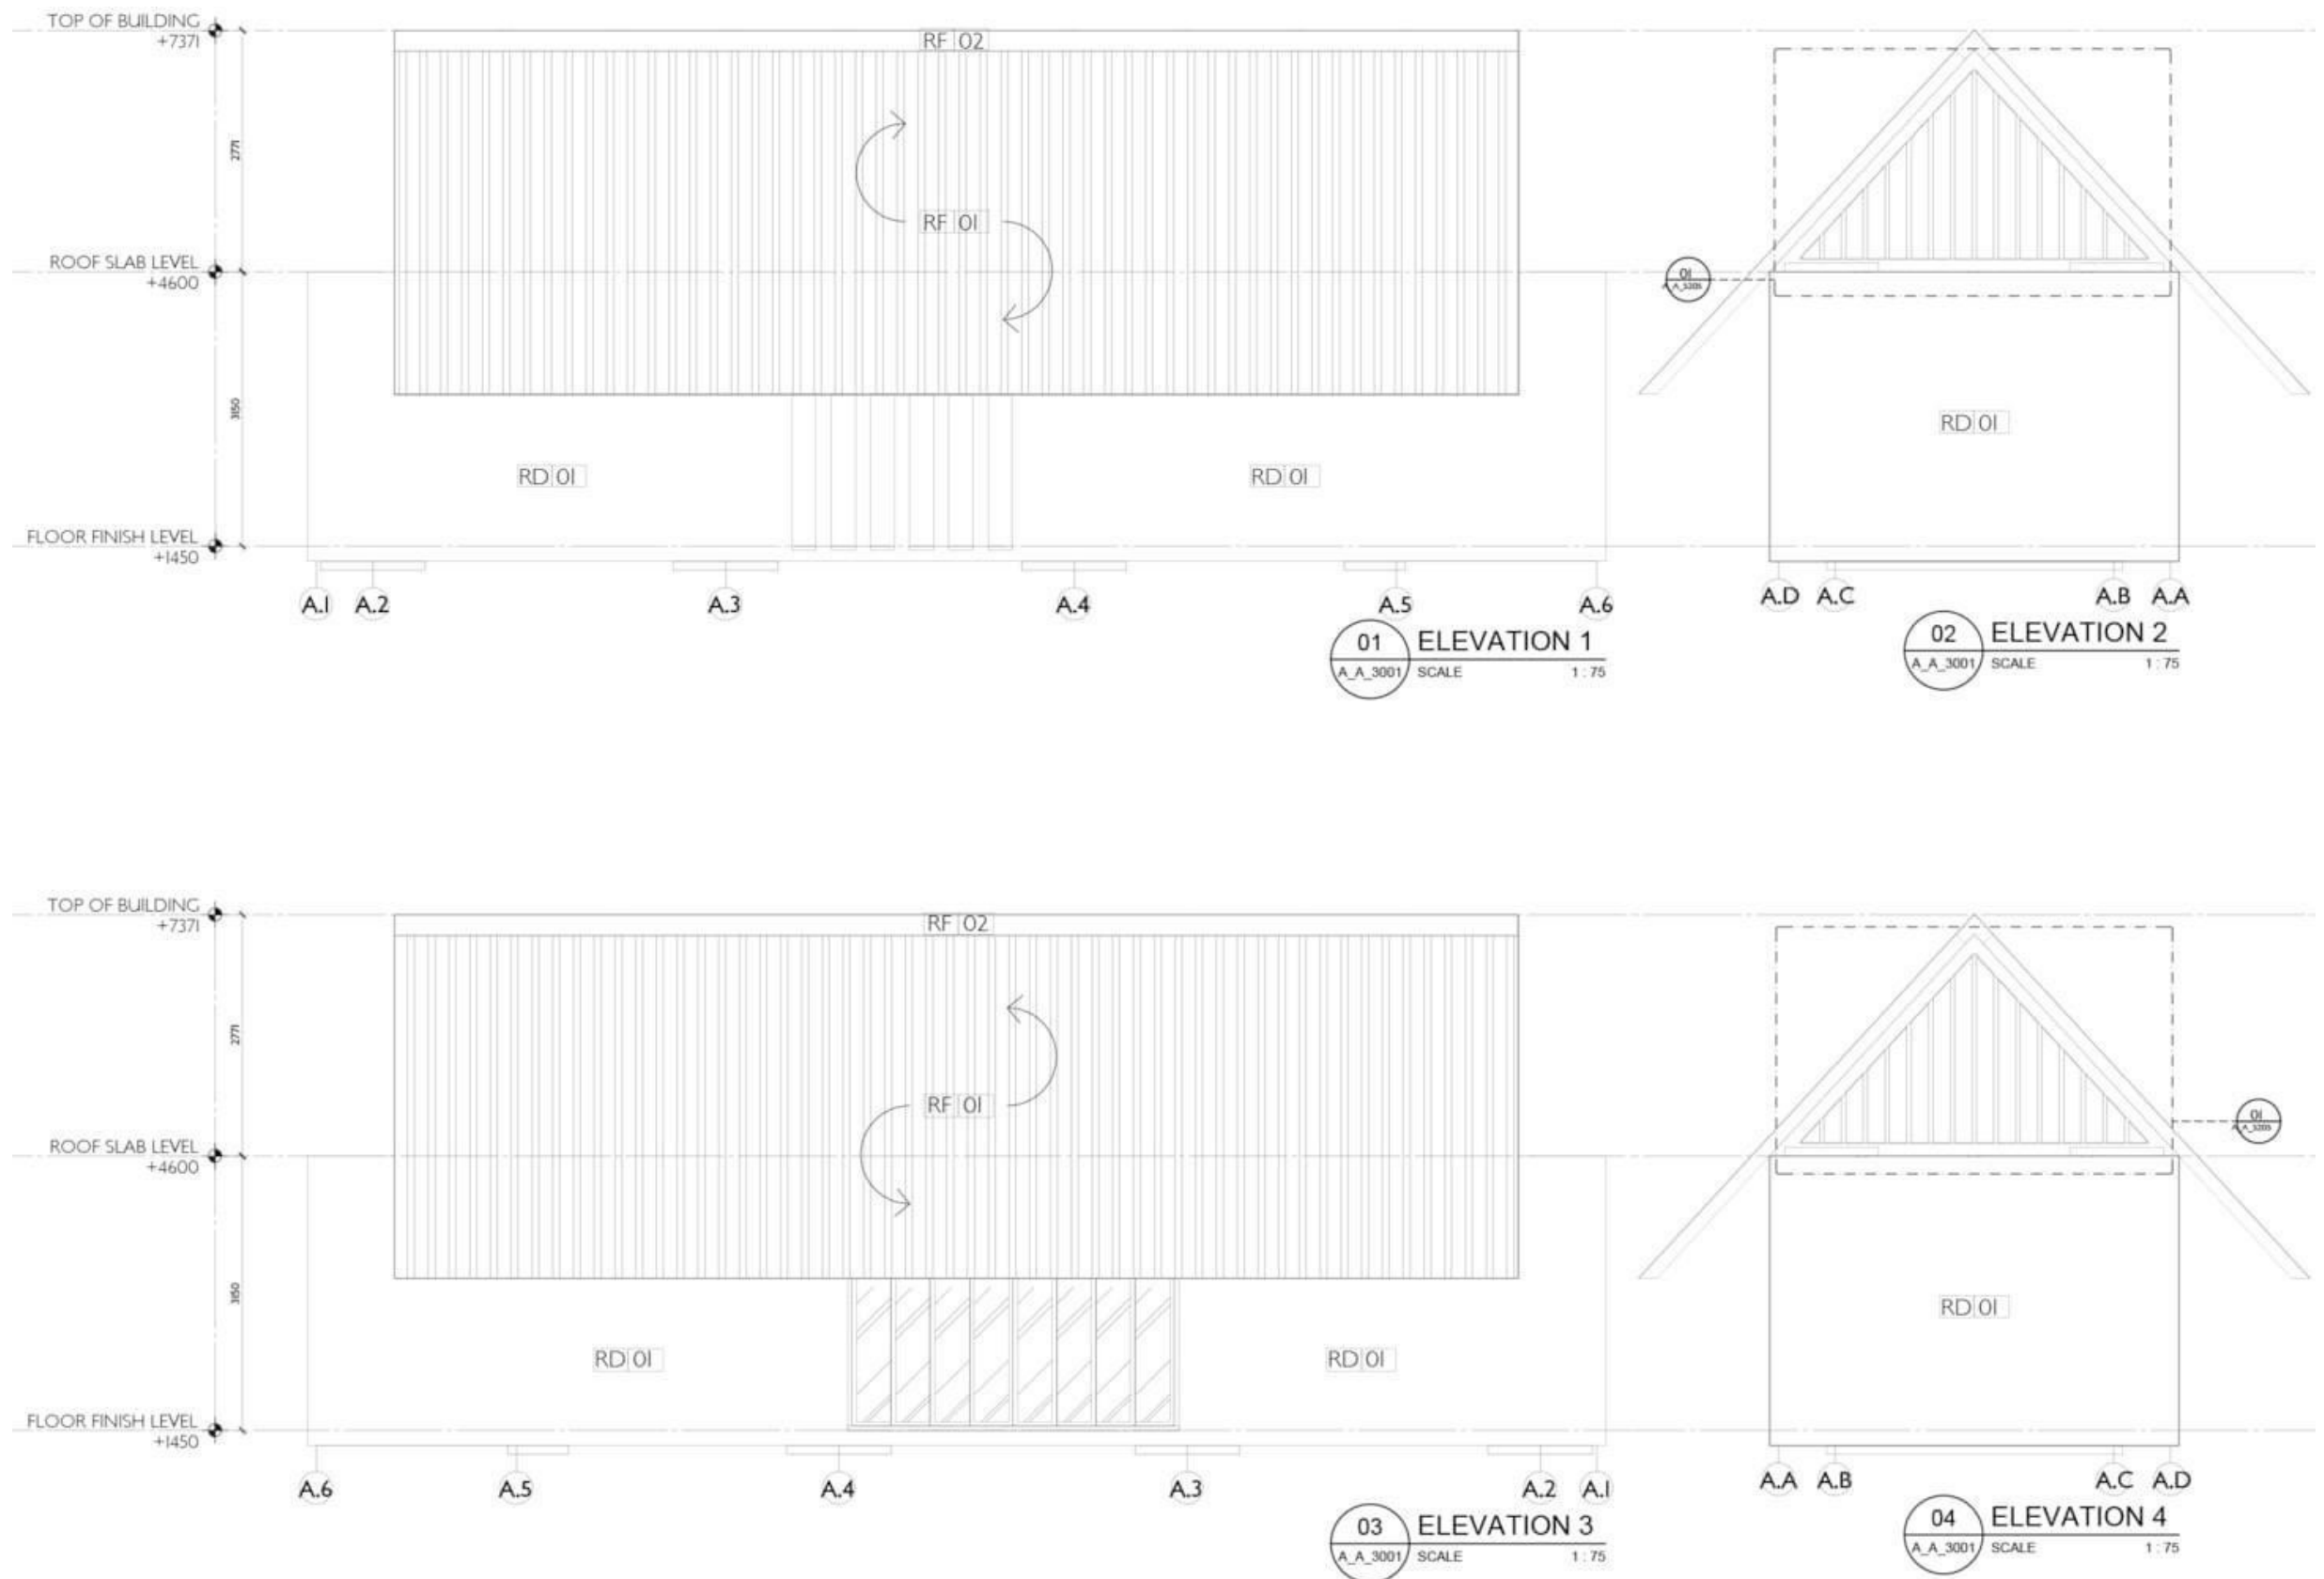 TOP OF BUILDING
+7371
RF 02
2771
RF 01
ROOF SLAB LEVEL
+4600
01
3150
RD 01
RD 01
RD 01
FLOOR FINISH LEVEL
+1450
A.1 A.2 A.3 A.4 A.5 A.6
A.D A.C A.B A.A
01 ELEVATION 1
A_A_3001 SCALE 1 : 75
02 ELEVATION 2
A_A_3001 SCALE 1 : 75
TOP OF BUILDING
+7371
RF 02
2771
RF 01
01
ROOF SLAB LEVEL
+4600
3150
RD 01
RD 01
RD 01
FLOOR FINISH LEVEL
+1450
A.6 A.5 A.4 A.3 A.2 A.1
A.A A.B A.C A.D
03 ELEVATION 3
A_A_3001 SCALE 1 : 75
04 ELEVATION 4
A_A_3001 SCALE 1 : 75